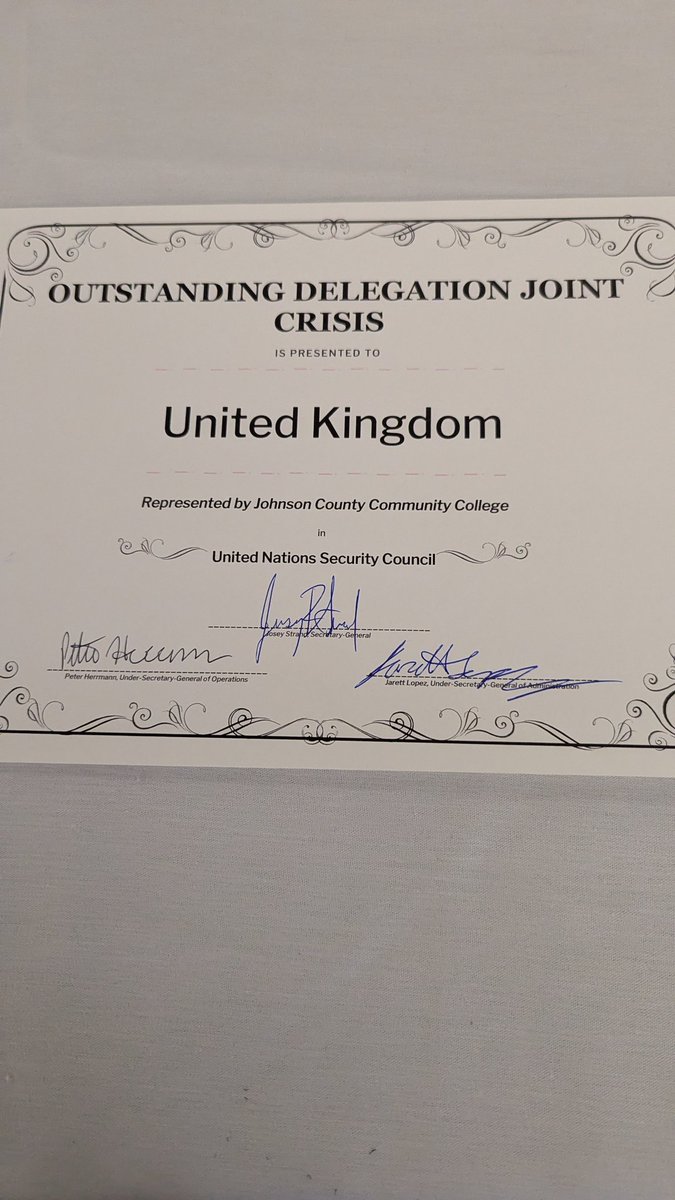 OUTSTANDING DELEGATION JOINT
CRISIS
IS PRESENTED TO
United Kingdom
Represented by Johnson County Community College
in
United Nations Security Council
Josey Strand Secretary-General
Peter Herrmann, Under-Secretary-General of Operations
Jarett Lopez, Under-Secretary-General of Administration